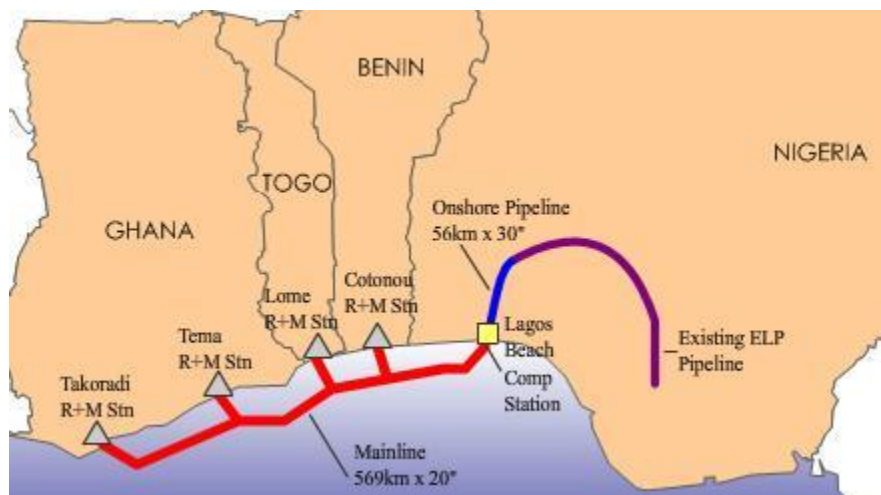 BENIN
NIGERIA
TOGO
GHANA
Onshore Pipeline
56km x 30"
Lome
R+M Stn
Cotonou
R+M Stn
Tema
R+M Stn
Lagos
Beach
Comp
Station
Existing ELP
Pipeline
Takoradi
R+M Stn
Mainline
569km x 20"